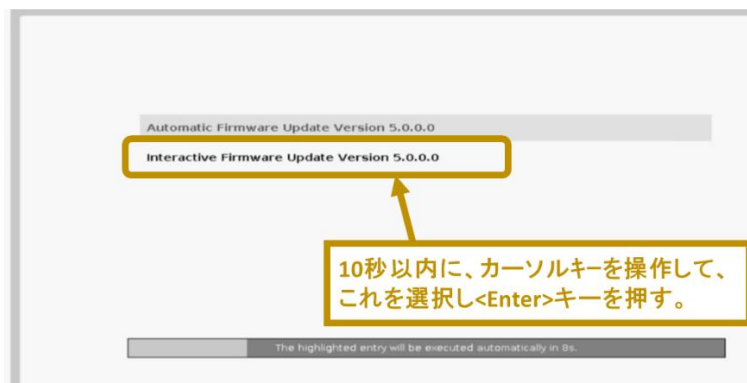 Automatic Firmware Update Version 5.0.0.0
Interactive Firmware Update Version 5.0.0.0
10秒以内に、カーソルキーを操作して、
これを選択し<Enter>キーを押す。
The highlighted entry will be executed automatically in 8s.